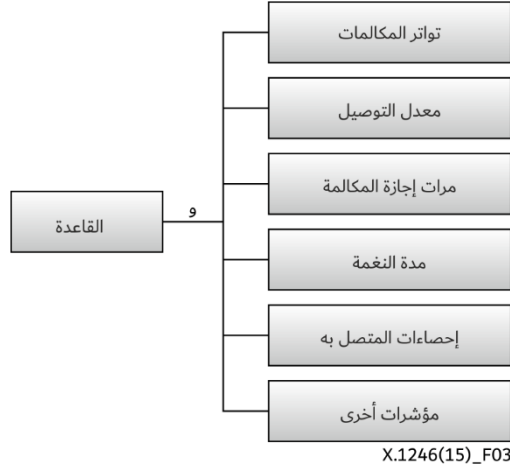 تواتر المكالمات
معدل التوصيل
مرات إجازة المكالمة
القاعدة
و
مدة النغمة
إحصاءات المتصل به
مؤشرات أخرى
X.1246(15)_F03